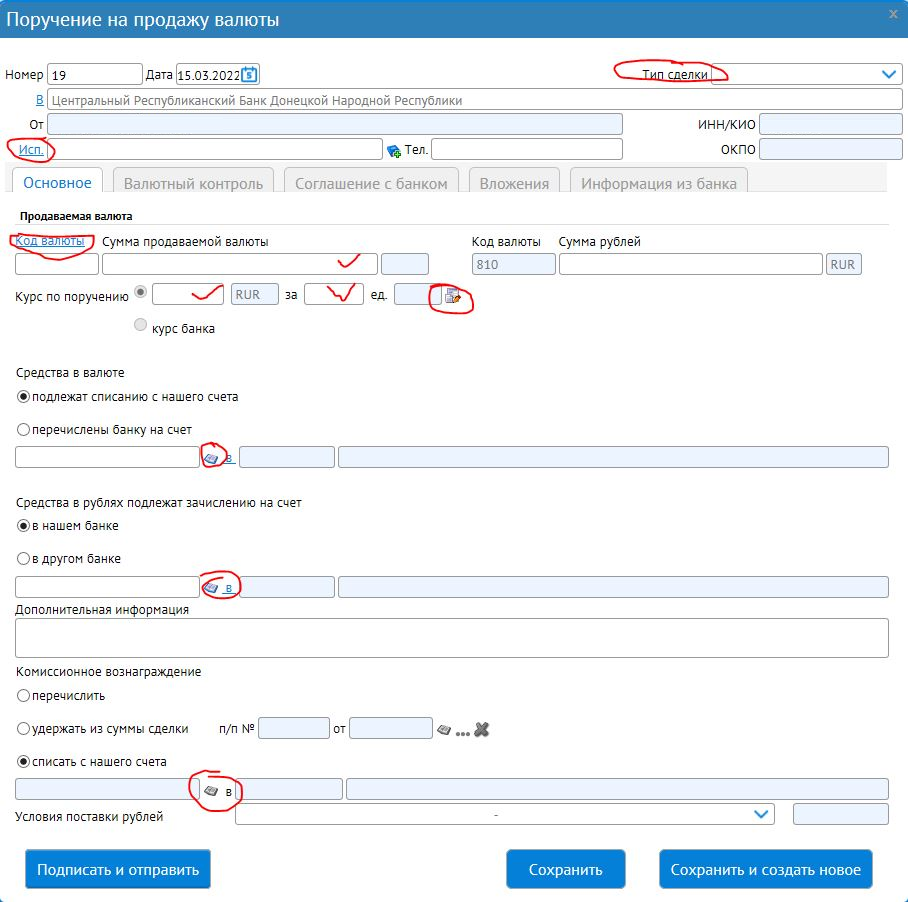 Поручение на продажу валюты x
Номер 19 Дата 15.03.2022 5 Тип сделки
В Центральный Республиканский Банк Донецкой Народной Республики
От ИНН/КИО
Исп. Тел. ОКПО
Основное Валютный контроль Соглашение с банком Вложения Информация из банка
Продаваемая валюта
Код валюты Сумма продаваемой валюты Код валюты Сумма рублей
810 RUR
Курс по поручению RUR за ед.
курс банка
Средства в валюте
подлежат списанию с нашего счета
перечислены банку на счет
в
Средства в рублях подлежат зачислению на счет
в нашем банке
в другом банке
в
Дополнительная информация
Комиссионное вознаграждение
перечислить
удержать из суммы сделки п/п № от ...
списать с нашего счета
в
Условия поставки рублей -
Подписать и отправить Сохранить Сохранить и создать новое